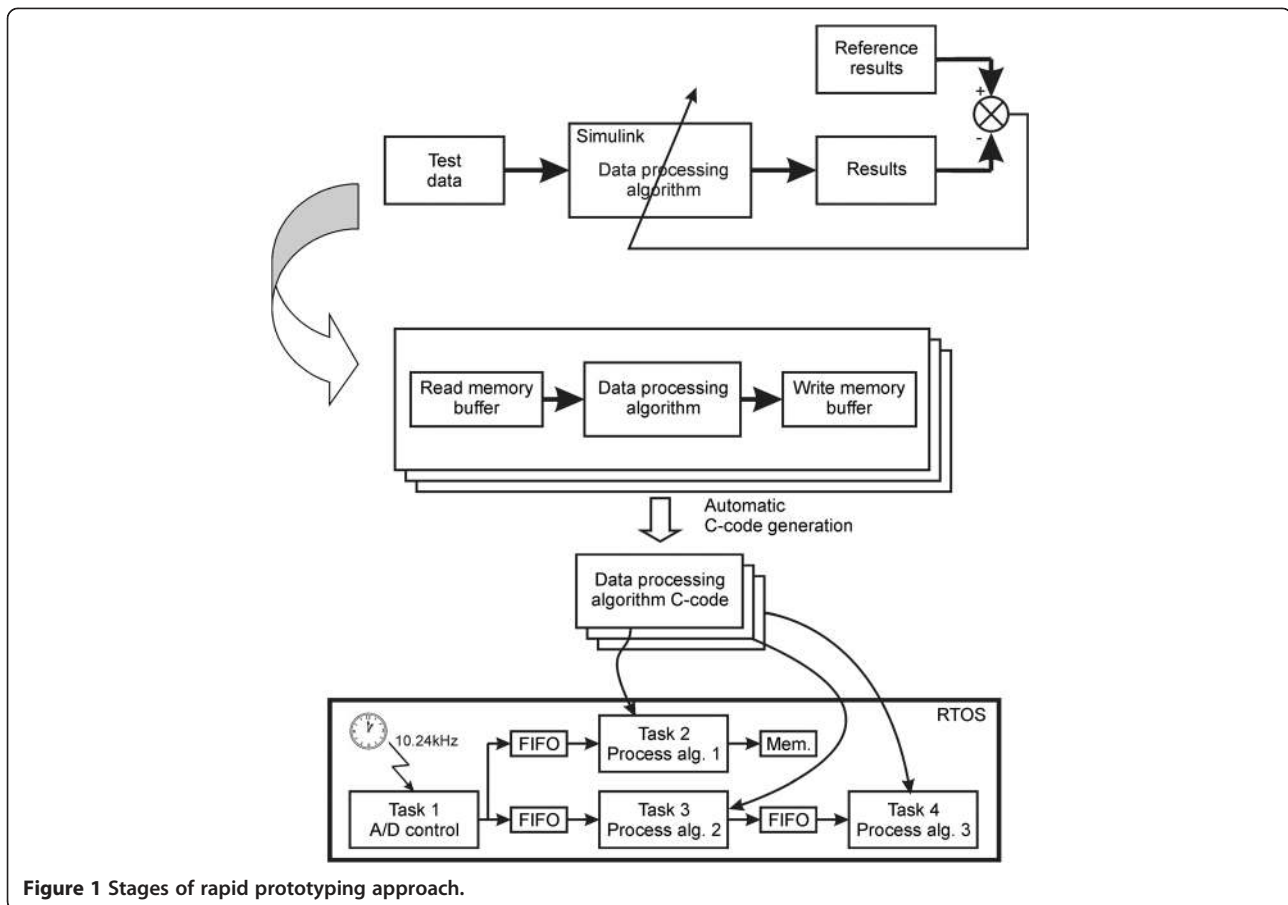 Reference
results
+
-
Test
data
Simulink
Data processing
algorithm
Results
Read memory
buffer
Data processing
algorithm
Write memory
buffer
Automatic
C-code generation
Data processing
algorithm C-code
RTOS
10.24kHz
FIFO
Task 2
Process alg. 1
Mem.
Task 1
A/D control
FIFO
Task 3
Process alg. 2
FIFO
Task 4
Process alg. 3
Figure 1 Stages of rapid prototyping approach.